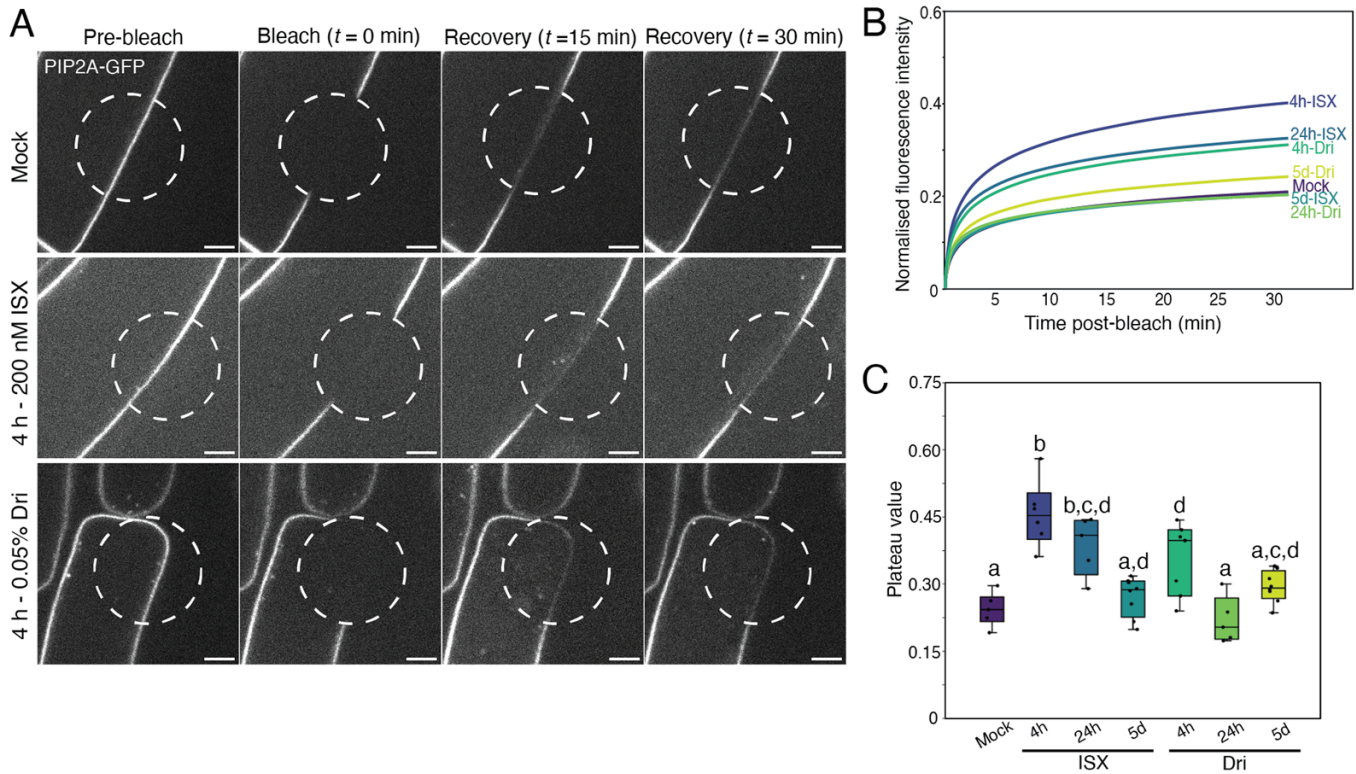 A
Pre-bleach
Bleach (t = 0 min)
Recovery (t =15 min)
Recovery (t = 30 min)
PIP2A-GFP
Mock
4 h - 200 nM ISX
4 h - 0.05% Dri
B
Normalised fluorescence intensity
0.6
0.4
0.2
0
5
10
15
20
25
30
Time post-bleach (min)
4h-ISX
24h-ISX
4h-Dri
5d-Dri
Mock
5d-ISX
24h-Dri
C
Plateau value
0.75
0.60
0.45
0.30
0.15
0
a
b
b,c,d
a,d
d
a
a,c,d
Mock
4h
24h
5d
4h
24h
5d
ISX
Dri